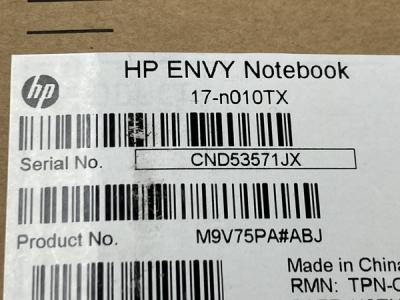 hp
HP ENVY Notebook
17-n010TX
Serial No. CND53571JX
Product No. M9V75PA#ABJ
Made in China
RMN: TPN-